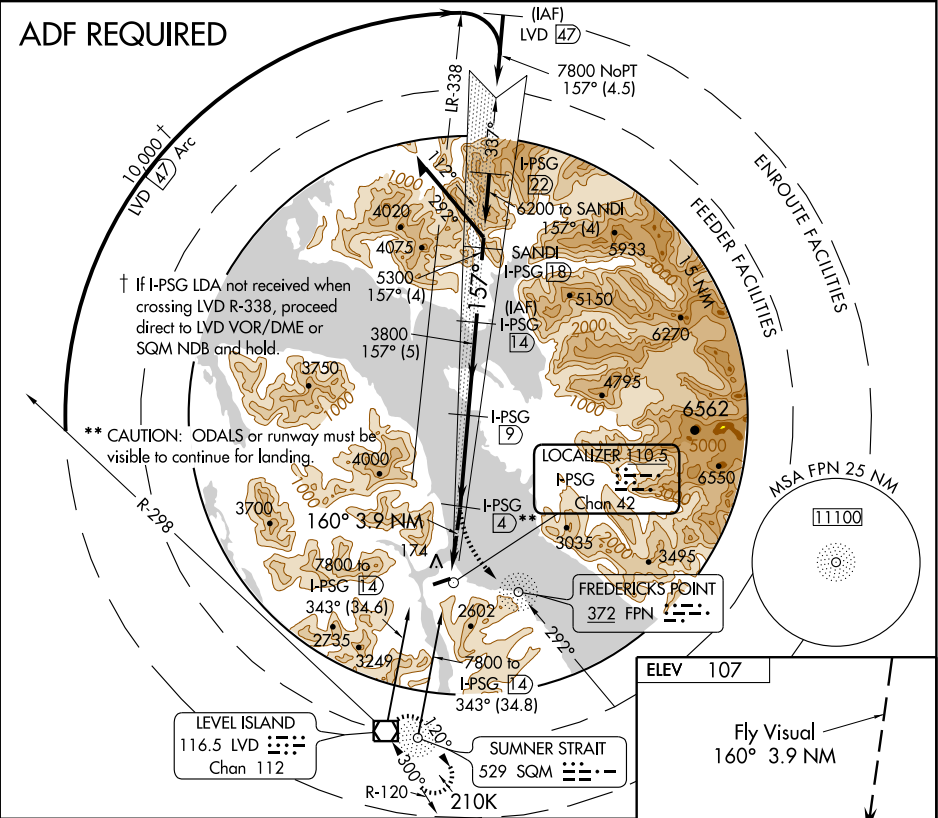 ADF REQUIRED
(IAF)
LVD 47
7800 NoPT
157° (4.5)
LR-338
10,000 †
LVD 47 Arc
337°
112°
292°
I-PSG
22
6200 to SANDI
157° (4)
ENROUTE FACILITIES
FEEDER FACILITIES
15 NM
1000
4020
4075
5933
SANDI
I-PSG 18
5300
157° (4)
157°
5150
† If I-PSG LDA not received when
crossing LVD R-338, proceed
direct to LVD VOR/DME or
SQM NDB and hold.
(IAF)
I-PSG
14
2000
6270
3800
157° (5)
3750
1000
4795
1000
6562
5000
I-PSG
9
** CAUTION: ODALS or runway must be
visible to continue for landing.
LOCALIZER 110.5
I-PSG
Chan 42
6550
4000
R-298
MSA FPN 25 NM
11100
3700
160° 3.9 NM
I-PSG
4 **
174
3035
2000
3495
7800 to
I-PSG 14
343° (34.6)
FREDERICKS POINT
372 FPN
2602
292°
2735
3249
7800 to
I-PSG 14
343° (34.8)
ELEV 107
LEVEL ISLAND
116.5 LVD
Chan 112
120°
300°
R-120
210K
SUMNER STRAIT
529 SQM
Fly Visual
160° 3.9 NM